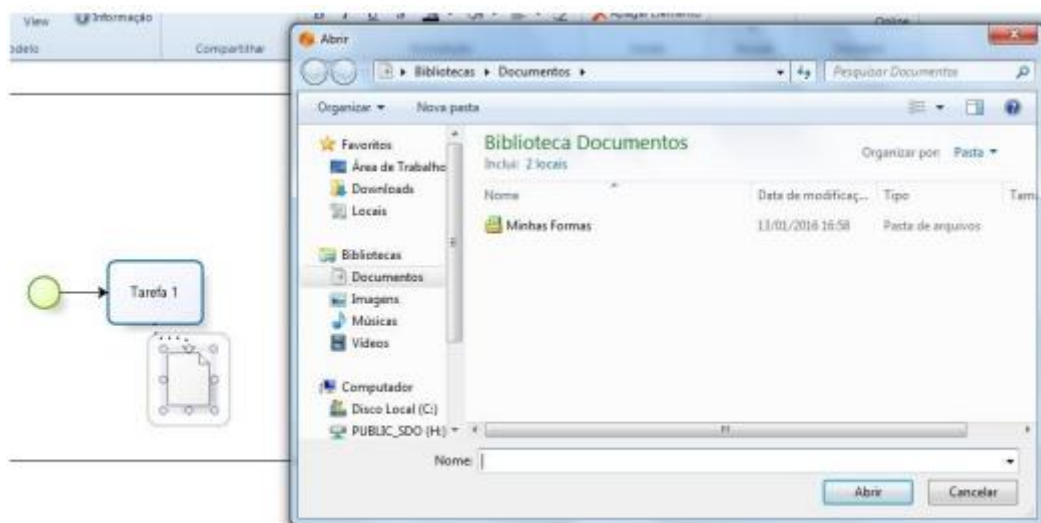 View
Informação
Compartilhar
Apagar Elemento
Online
Tarefa 1
Abrir
Bibliotecas
Documentos
Pesquisar Documentos
Organizar
Nova pasta
Favoritos
Área de Trabalho
Downloads
Locais
Bibliotecas
Documentos
Imagens
Músicas
Vídeos
Computador
Disco Local (C:)
PUBLIC_SDO (H:)
Biblioteca Documentos
Inclui: 2 locais
Organizar por: Pasta
Nome Data de modificaç... Tipo Tam
Minhas Formas 13/01/2016 16:58 Pasta de arquivos
Nome:
Abrir Cancelar